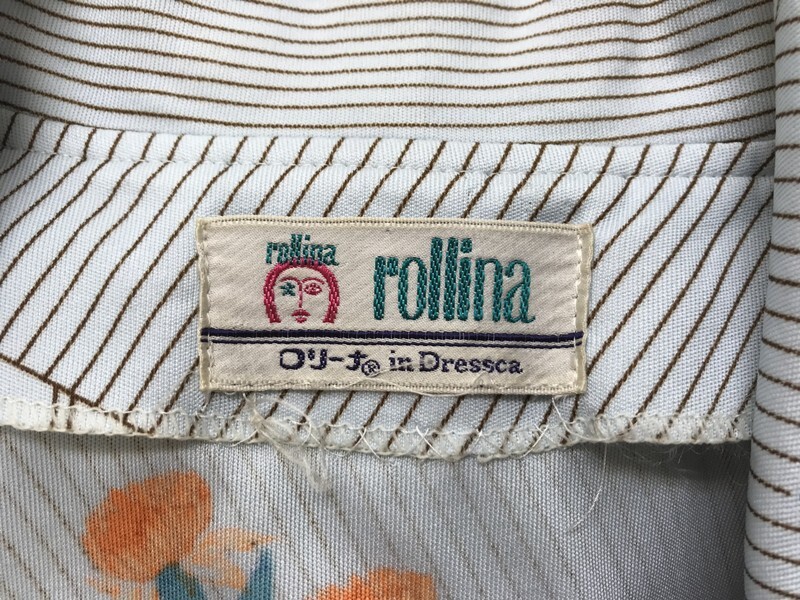 rollina
rollina
ロリーナ® in Dressca